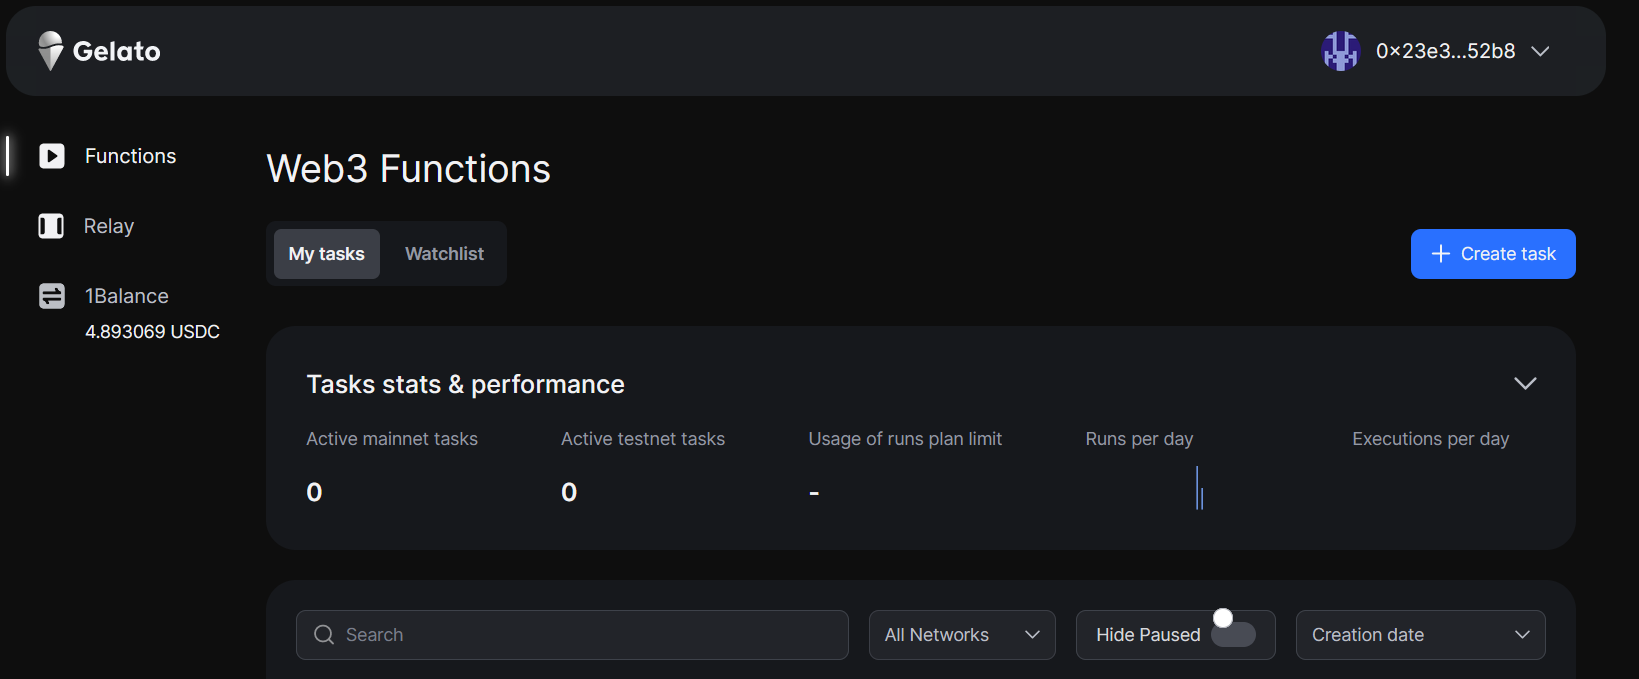 Gelato
0×23e3...52b8
Functions
Relay
1Balance
4.893069 USDC
Web3 Functions
My tasks
Watchlist
+ Create task
Tasks stats & performance
Active mainnet tasks
0
Active testnet tasks
0
Usage of runs plan limit
-
Runs per day
Executions per day
Search
All Networks
Hide Paused
Creation date